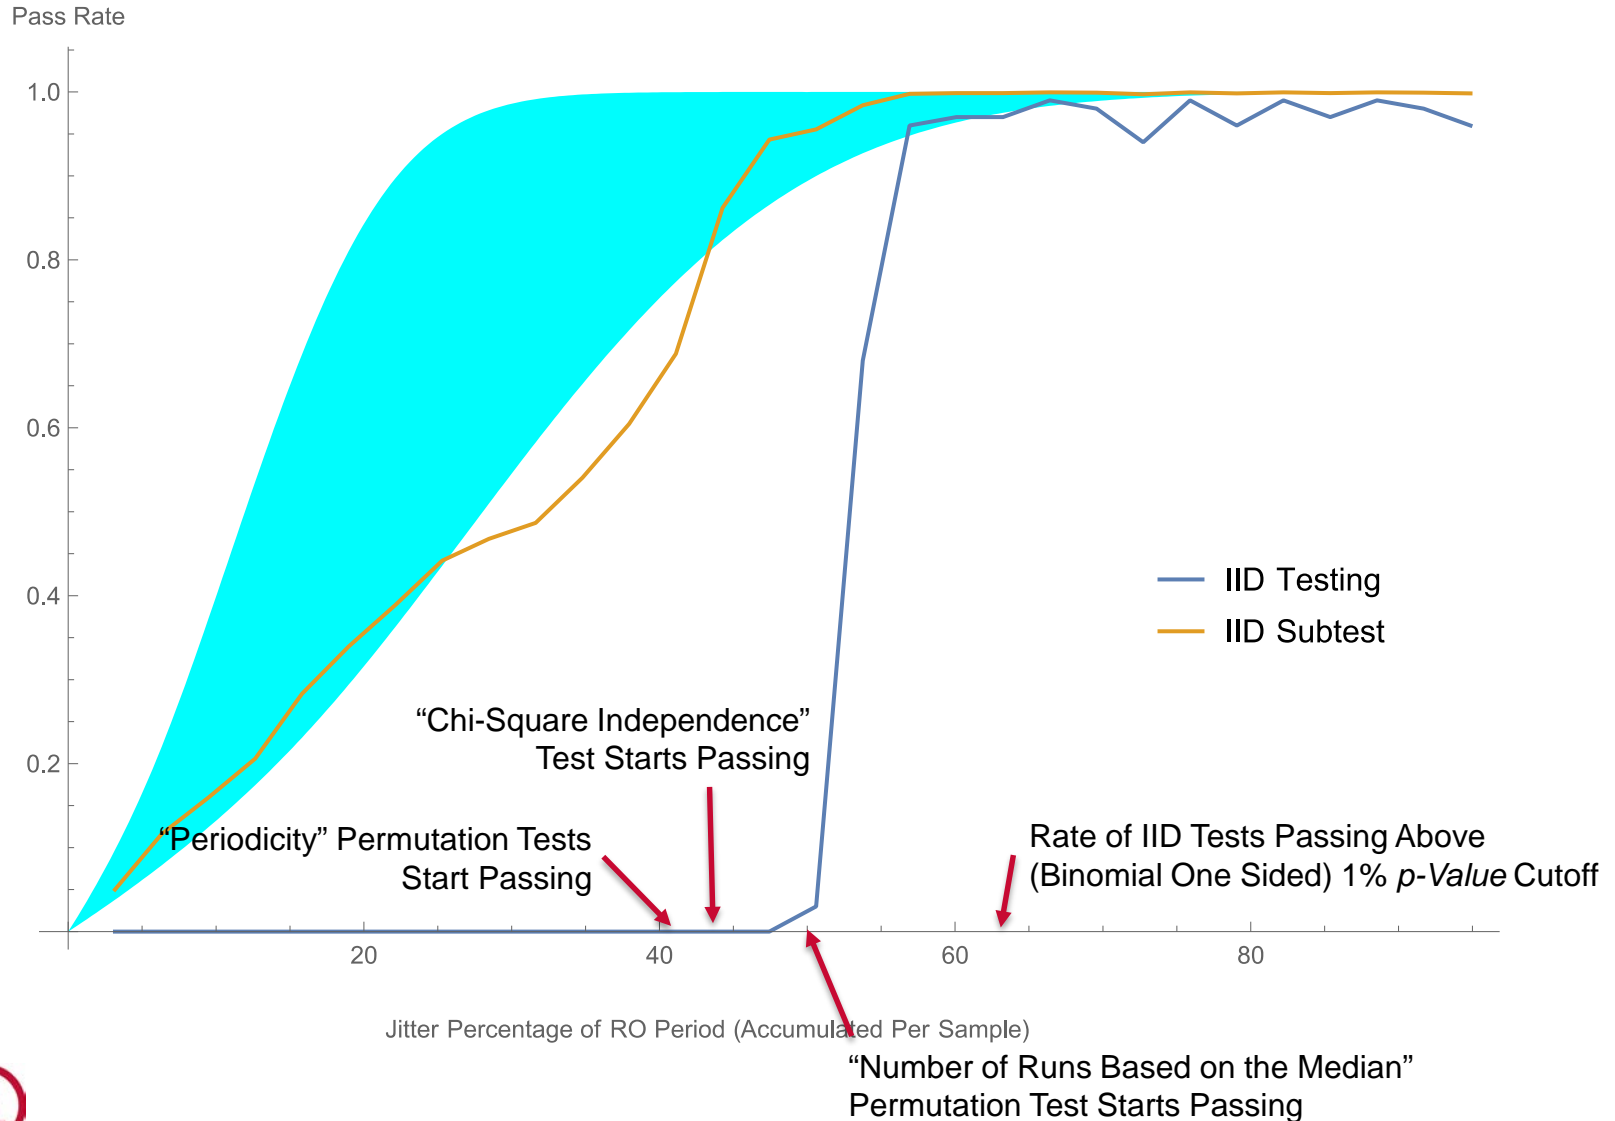 Pass Rate
1.0
0.8
0.6
0.4
0.2
IID Testing
IID Subtest
“Chi-Square Independence”
Test Starts Passing
“Periodicity” Permutation Tests
Start Passing
Rate of IID Tests Passing Above
(Binomial One Sided) 1% p-Value Cutoff
20 40 60 80
Jitter Percentage of RO Period (Accumulated Per Sample)
“Number of Runs Based on the Median”
Permutation Test Starts Passing